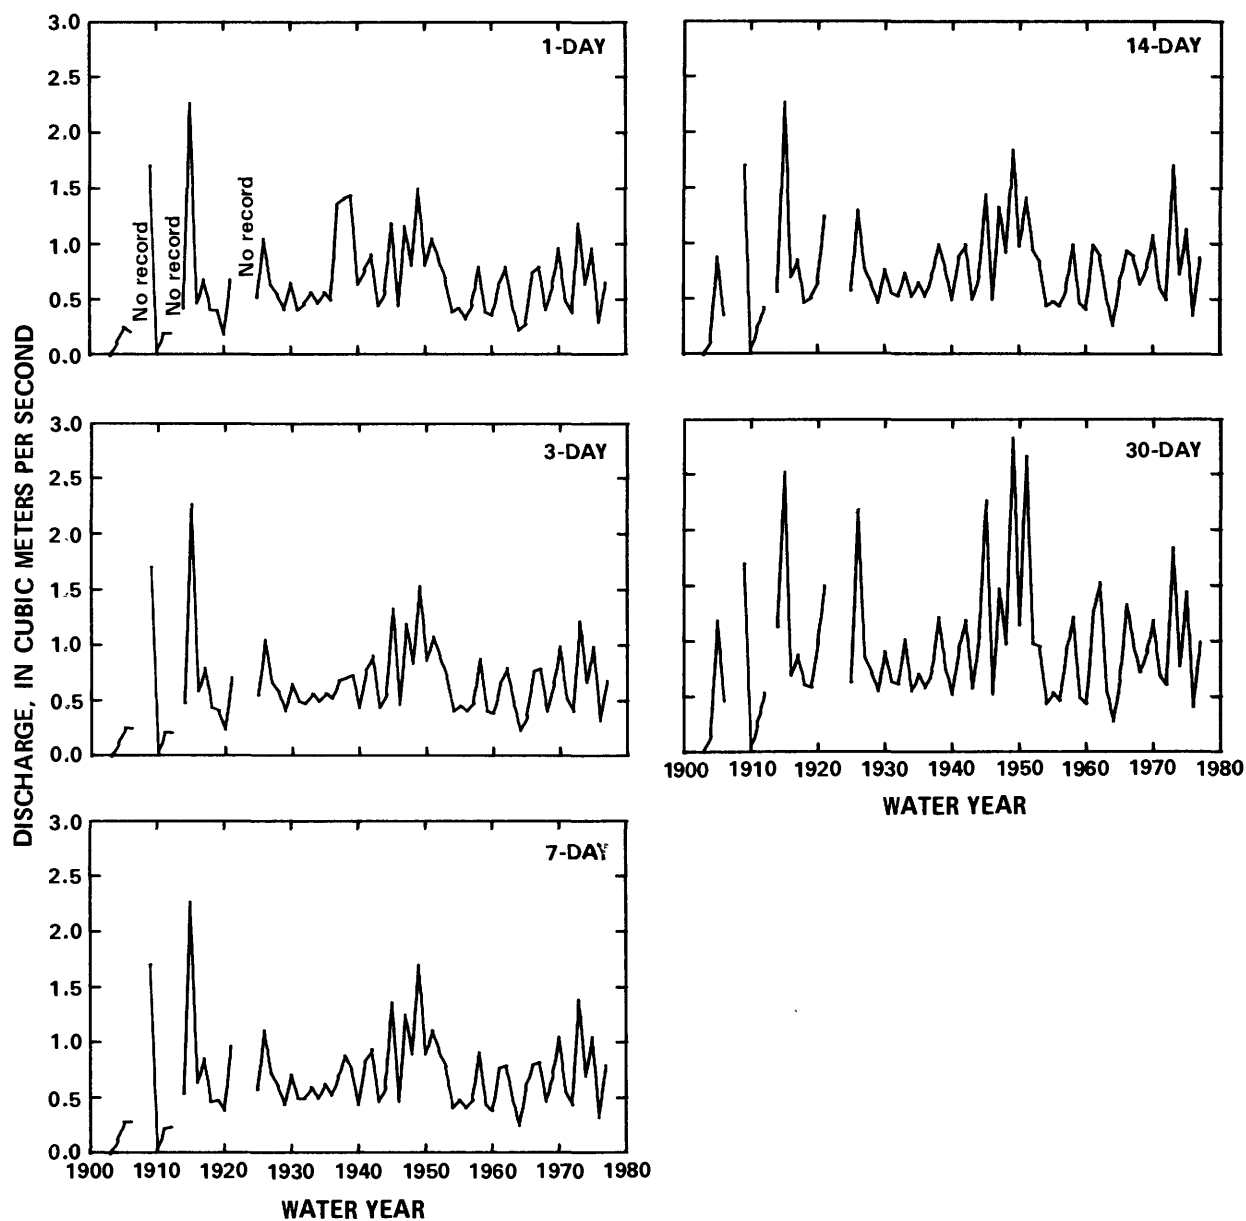 DISCHARGE, IN CUBIC METERS PER SECOND
3.0
2.5
2.0
1.5
1.0
0.5
0.0
1-DAY
No record
No record
No record
14-DAY
3.0
2.5
2.0
1.5
1.0
0.5
0.0
3-DAY
30-DAY
1900 1910 1920 1930 1940 1950 1960 1970 1980
WATER YEAR
3.0
2.5
2.0
1.5
1.0
0.5
0.0
7-DAY
1900 1910 1920 1930 1940 1950 1960 1970 1980
WATER YEAR